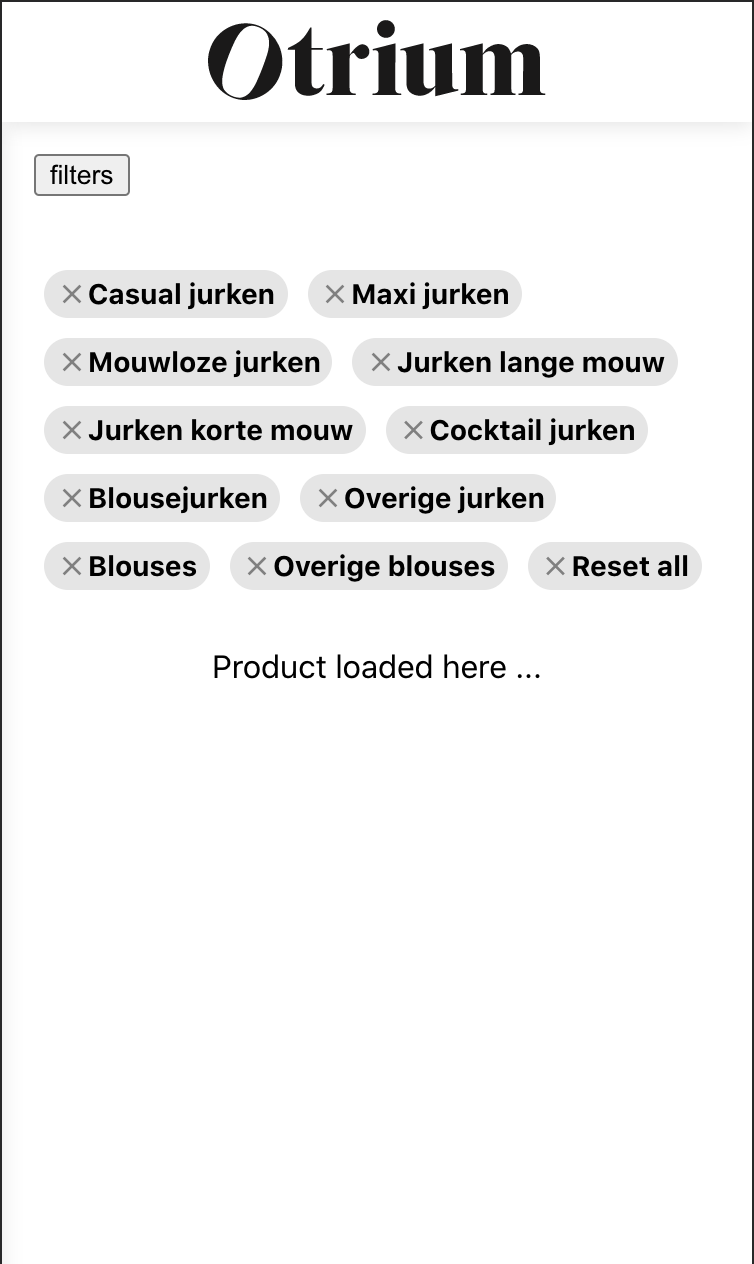 Otrium
filters
Casual jurken Maxi jurken
Mouwloze jurken Jurken lange mouw
Jurken korte mouw Cocktail jurken
Blousejurken Overige jurken
Blouses Overige blouses Reset all
Product loaded here ...